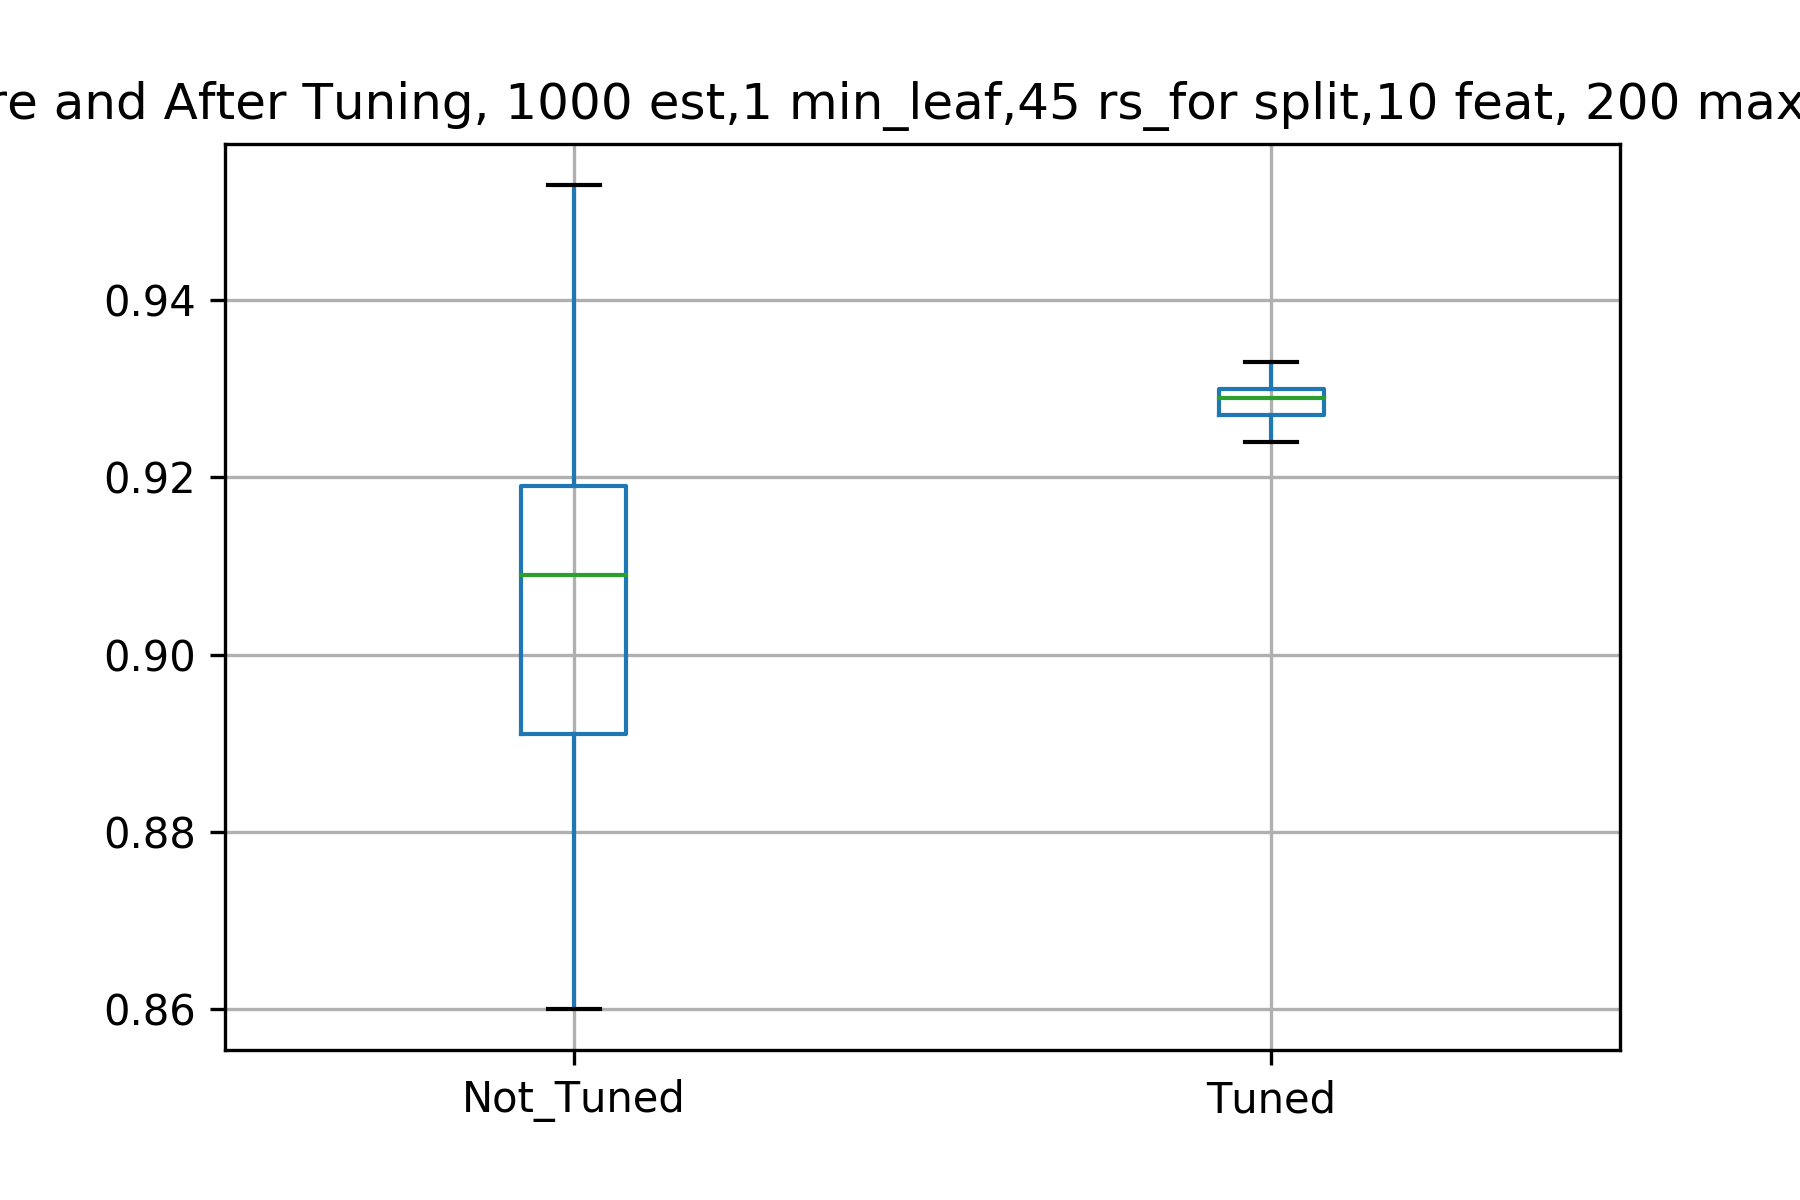 re and After Tuning, 1000 est,1 min_leaf,45 rs_for split,10 feat, 200 max
0.94
0.92
0.90
0.88
0.86
Not_Tuned Tuned